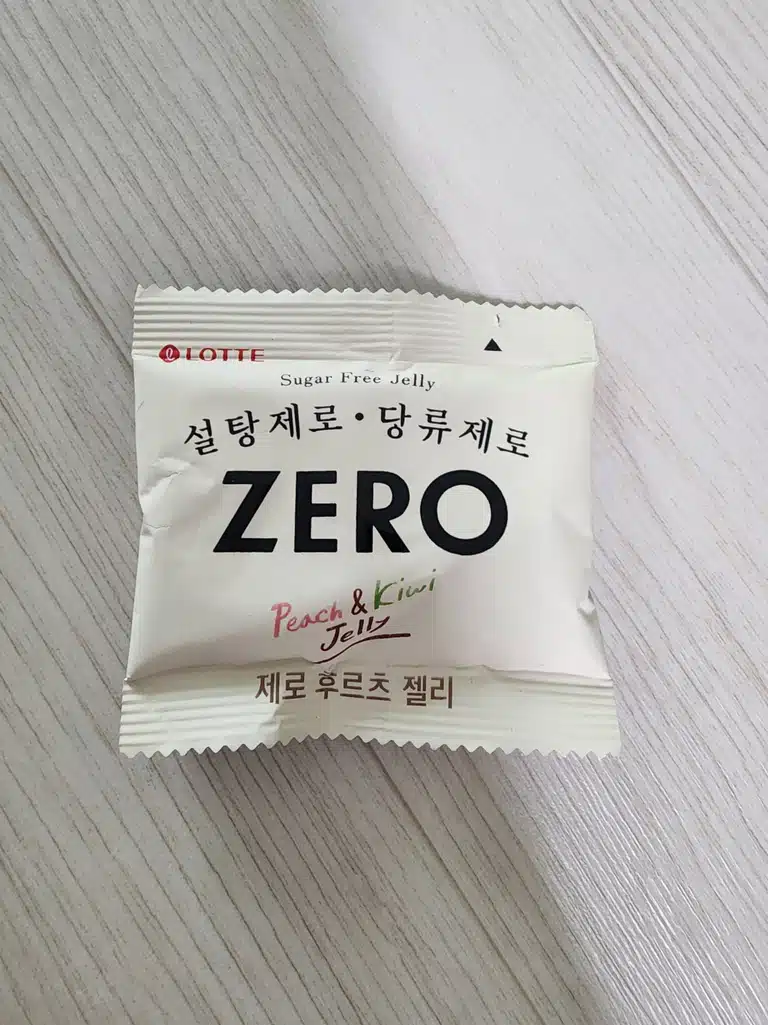 LOTTE
Sugar Free Jelly
설탕제로·당류제로
ZERO
Peach & Kiwi
Jelly
제로 후르츠 젤리